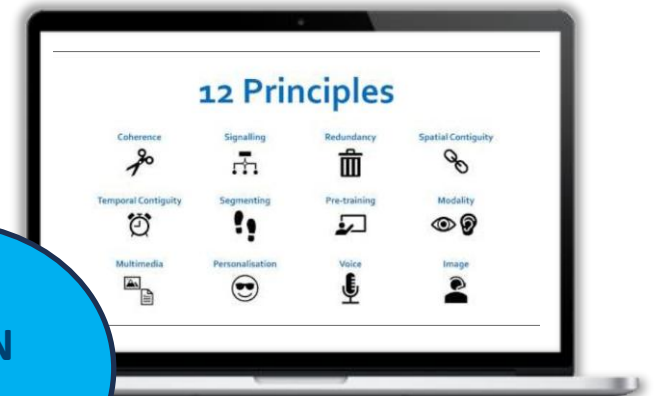 12 Principles
Coherence Signalling Redundancy Spatial Contiguity
Temporal Contiguity Segmenting Pre-training Modality
Multimedia Personalisation Voice Image
N